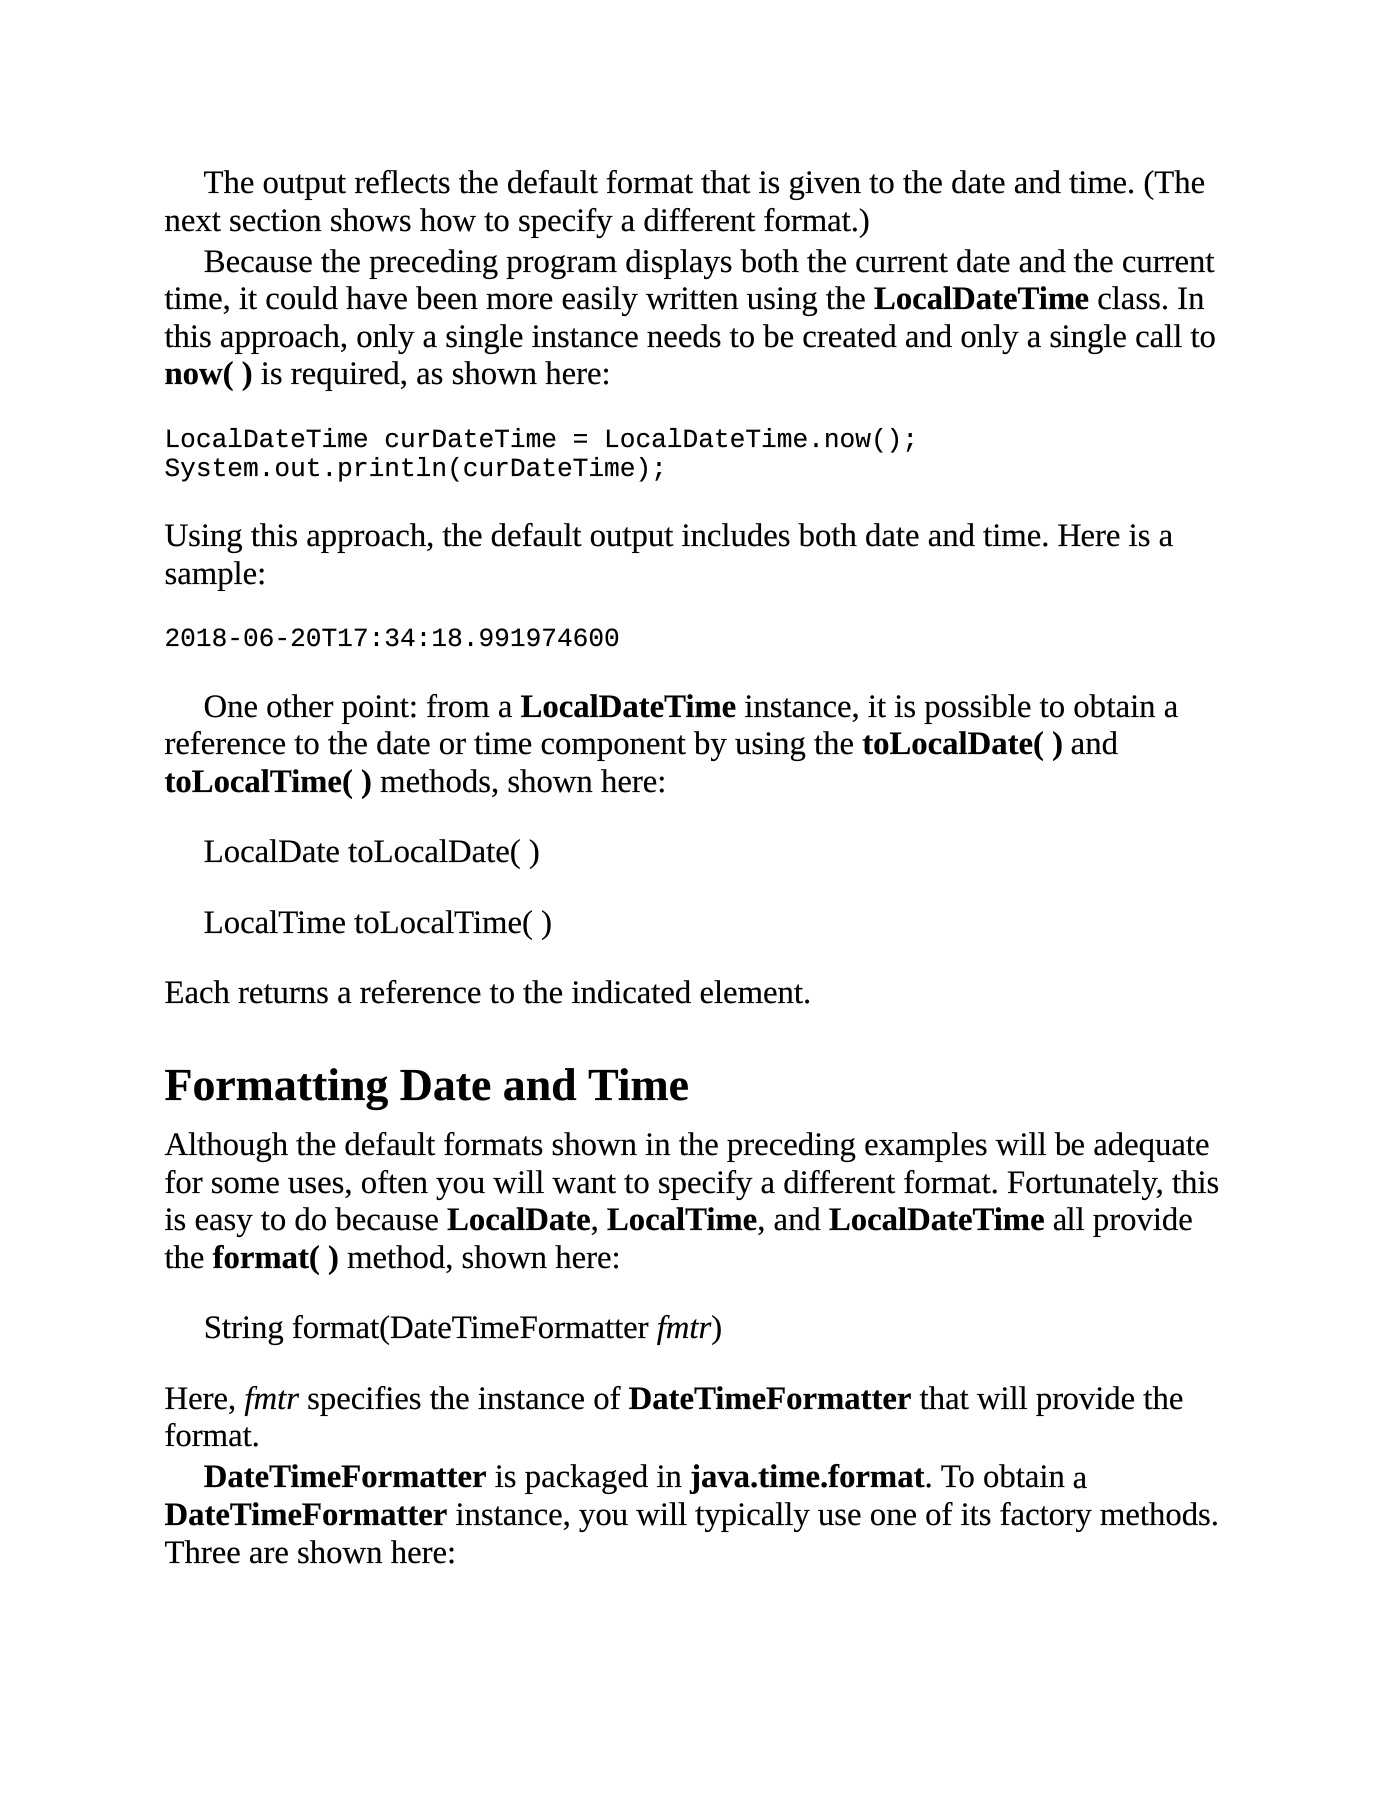 The output reflects the default format that is given to the date and time. (The
next section shows how to specify a different format.)
Because the preceding program displays both the current date and the current
time, it could have been more easily written using the LocalDateTime class. In
this approach, only a single instance needs to be created and only a single call to
now( ) is required, as shown here:
LocalDateTime curDateTime = LocalDateTime.now();
System.out.println(curDateTime);
Using this approach, the default output includes both date and time. Here is a
sample:
2018-06-20T17:34:18.991974600
One other point: from a LocalDateTime instance, it is possible to obtain a
reference to the date or time component by using the toLocalDate( ) and
toLocalTime( ) methods, shown here:
LocalDate toLocalDate( )
LocalTime toLocalTime( )
Each returns a reference to the indicated element.
Formatting Date and Time
Although the default formats shown in the preceding examples will be adequate
for some uses, often you will want to specify a different format. Fortunately, this
is easy to do because LocalDate, LocalTime, and LocalDateTime all provide
the format( ) method, shown here:
String format(DateTimeFormatter fmtr)
Here, fmtr specifies the instance of DateTimeFormatter that will provide the
format.
DateTimeFormatter is packaged in java.time.format. To obtain a
DateTimeFormatter instance, you will typically use one of its factory methods.
Three are shown here: